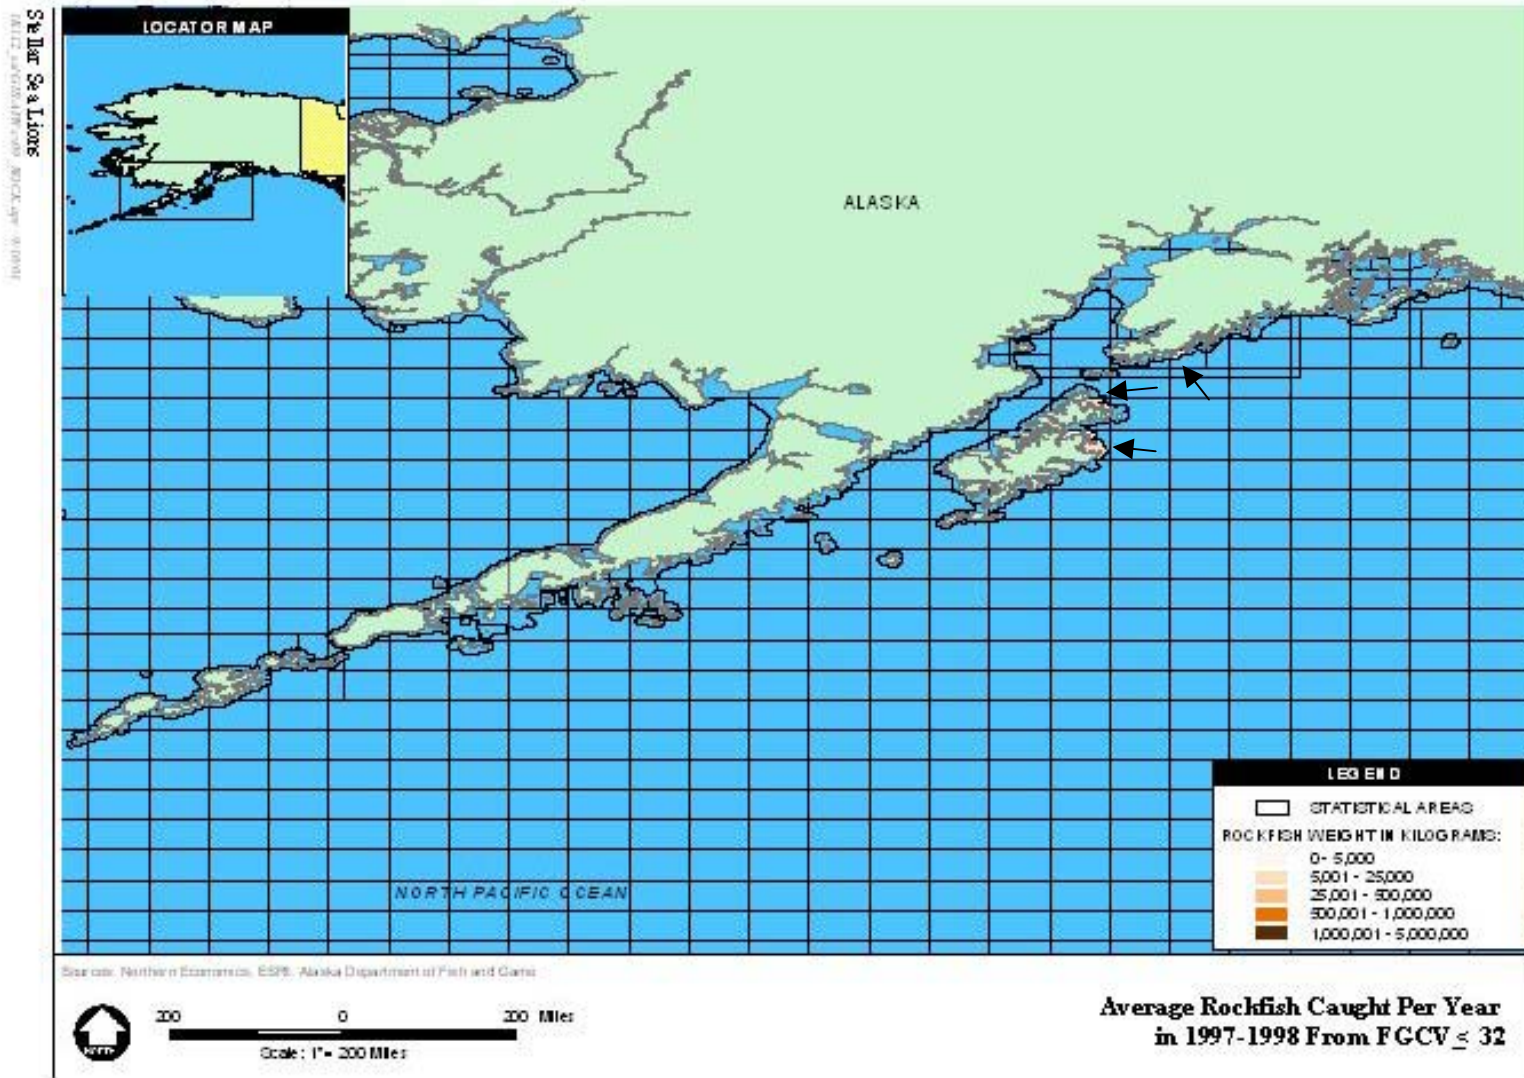 Stellar Sea Lions
LOCATOR MAP
ALASKA
NORTH PACIFIC OCEAN
LEGEND
STATISTICAL AREAS
ROCKFISH WEIGHT IN KILOGRAMS:
0 - 5,000
5,001 - 25,000
25,001 - 500,000
500,001 - 1,000,000
1,000,001 - 5,000,000
Sources: Northern Economics, ESRI, Alaska Department of Fish and Game
200 0 200 Miles
Scale: 1" = 200 Miles
Average Rockfish Caught Per Year
in 1997-1998 From FGCV ≤ 32